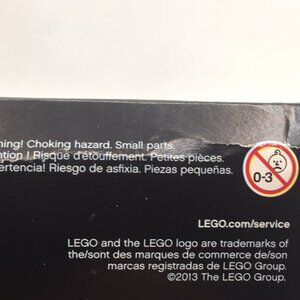 ning! Choking hazard. Small parts.
ention ! Risque d'étouffement. Petites pièces.
ertencia! Riesgo de asfixia. Piezas pequeñas.
0-3
LEGO.com/service
LEGO and the LEGO logo are trademarks of
the/sont des marques de commerce de/son
marcas registradas de LEGO Group.
©2013 The LEGO Group.